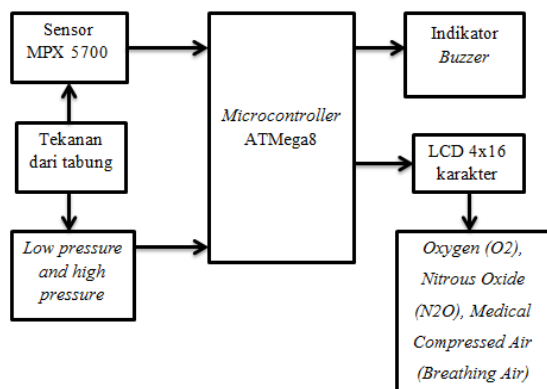 Sensor
MPX 5700
Tekanan
dari tabung
Low pressure
and high
pressure
Microcontroller
ATMega8
Indikator
Buzzer
LCD 4x16
karakter
Oxygen (O2),
Nitrous Oxide
(N2O), Medical
Compressed Air
(Breathing Air)